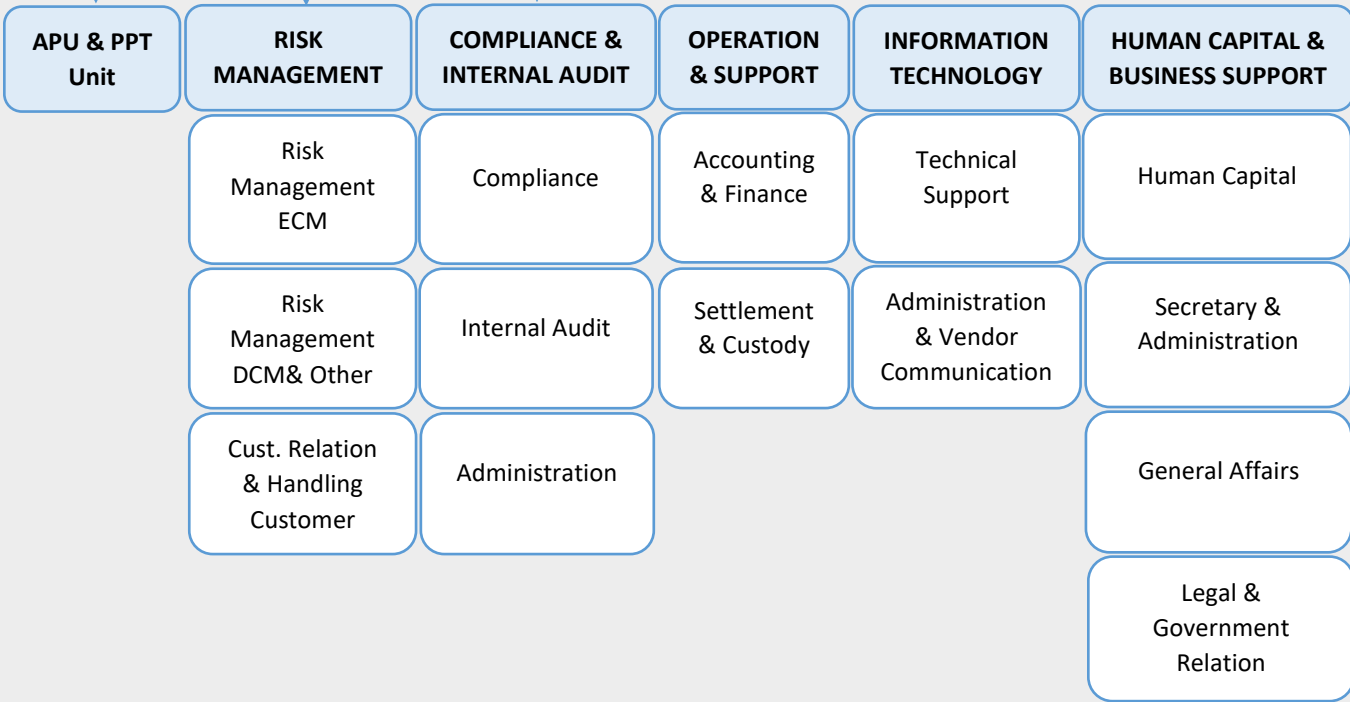 APU & PPT
Unit
RISK
MANAGEMENT
COMPLIANCE &
INTERNAL AUDIT
OPERATION
& SUPPORT
INFORMATION
TECHNOLOGY
HUMAN CAPITAL &
BUSINESS SUPPORT
Risk
Management
ECM
Compliance
Accounting
& Finance
Technical
Support
Human Capital
Risk
Management
DCM& Other
Internal Audit
Settlement
& Custody
Administration
& Vendor
Communication
Secretary &
Administration
Cust. Relation
& Handling
Customer
Administration
General Affairs
Legal &
Government
Relation